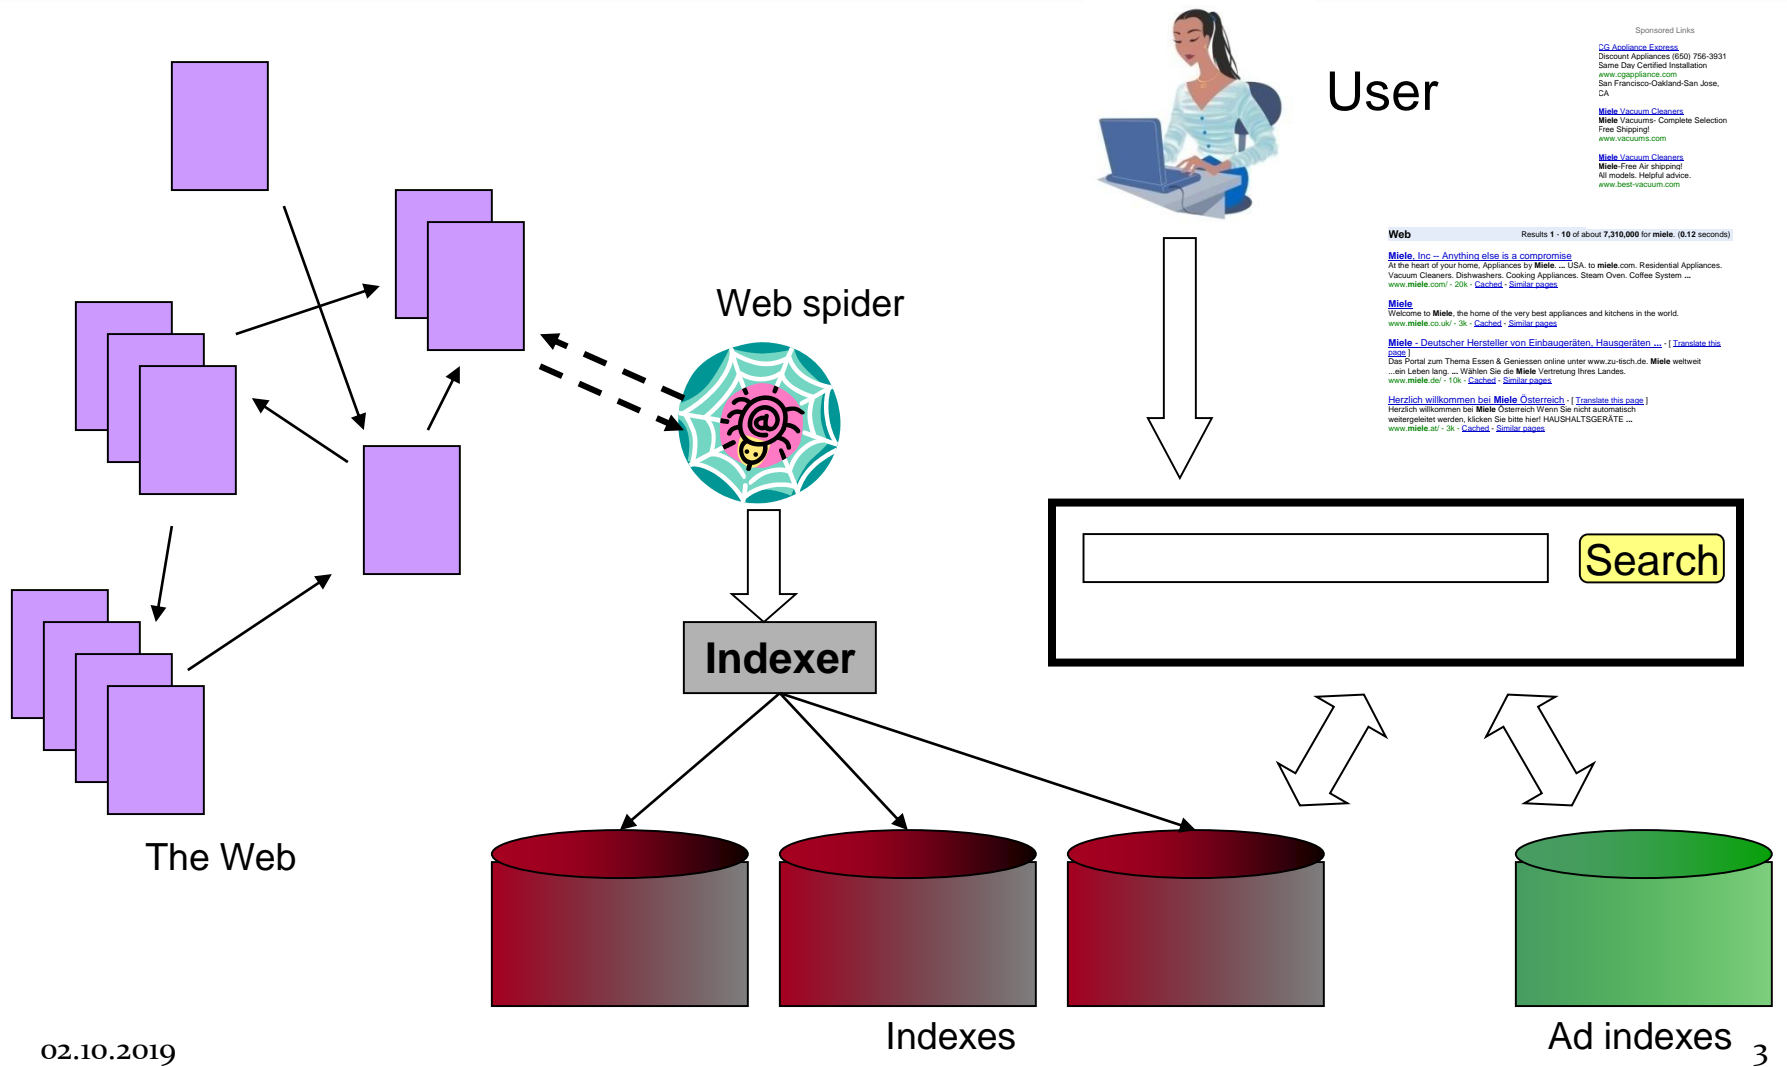 User
Sponsored Links
CG Appliance Express
Discount Appliances (650) 756-3931
Same Day Certified Installation
www.cgappliance.com
San Francisco-Oakland-San Jose,
CA
Miele Vacuum Cleaners
Miele Vacuums- Complete Selection
Free Shipping!
www.vacuums.com
Miele Vacuum Cleaners
Miele-Free Air shipping!
All models. Helpful advice.
www.best-vacuum.com
Web Results 1 - 10 of about 7,310,000 for miele. (0.12 seconds)
Miele, Inc -- Anything else is a compromise
At the heart of your home, Appliances by Miele. ... USA. to miele.com. Residential Appliances.
Vacuum Cleaners. Dishwashers. Cooking Appliances. Steam Oven. Coffee System ...
www.miele.com/ - 20k - Cached - Similar pages
Miele
Welcome to Miele, the home of the very best appliances and kitchens in the world.
www.miele.co.uk/ - 3k - Cached - Similar pages
Miele - Deutscher Hersteller von Einbaugeräten, Hausgeräten ... - [ Translate this
page ]
Das Portal zum Thema Essen & Geniessen online unter www.zu-tisch.de. Miele weltweit
...ein Leben lang. ... Wählen Sie die Miele Vertretung Ihres Landes.
www.miele.de/ - 10k - Cached - Similar pages
Herzlich willkommen bei Miele Österreich - [ Translate this page ]
Herzlich willkommen bei Miele Österreich Wenn Sie nicht automatisch
weitergeleitet werden, klicken Sie bitte hier! HAUSHALTSGERÄTE ...
www.miele.at/ - 3k - Cached - Similar pages
Web spider
@
Search
Indexer
The Web
Indexes
Ad indexes
02.10.2019
3